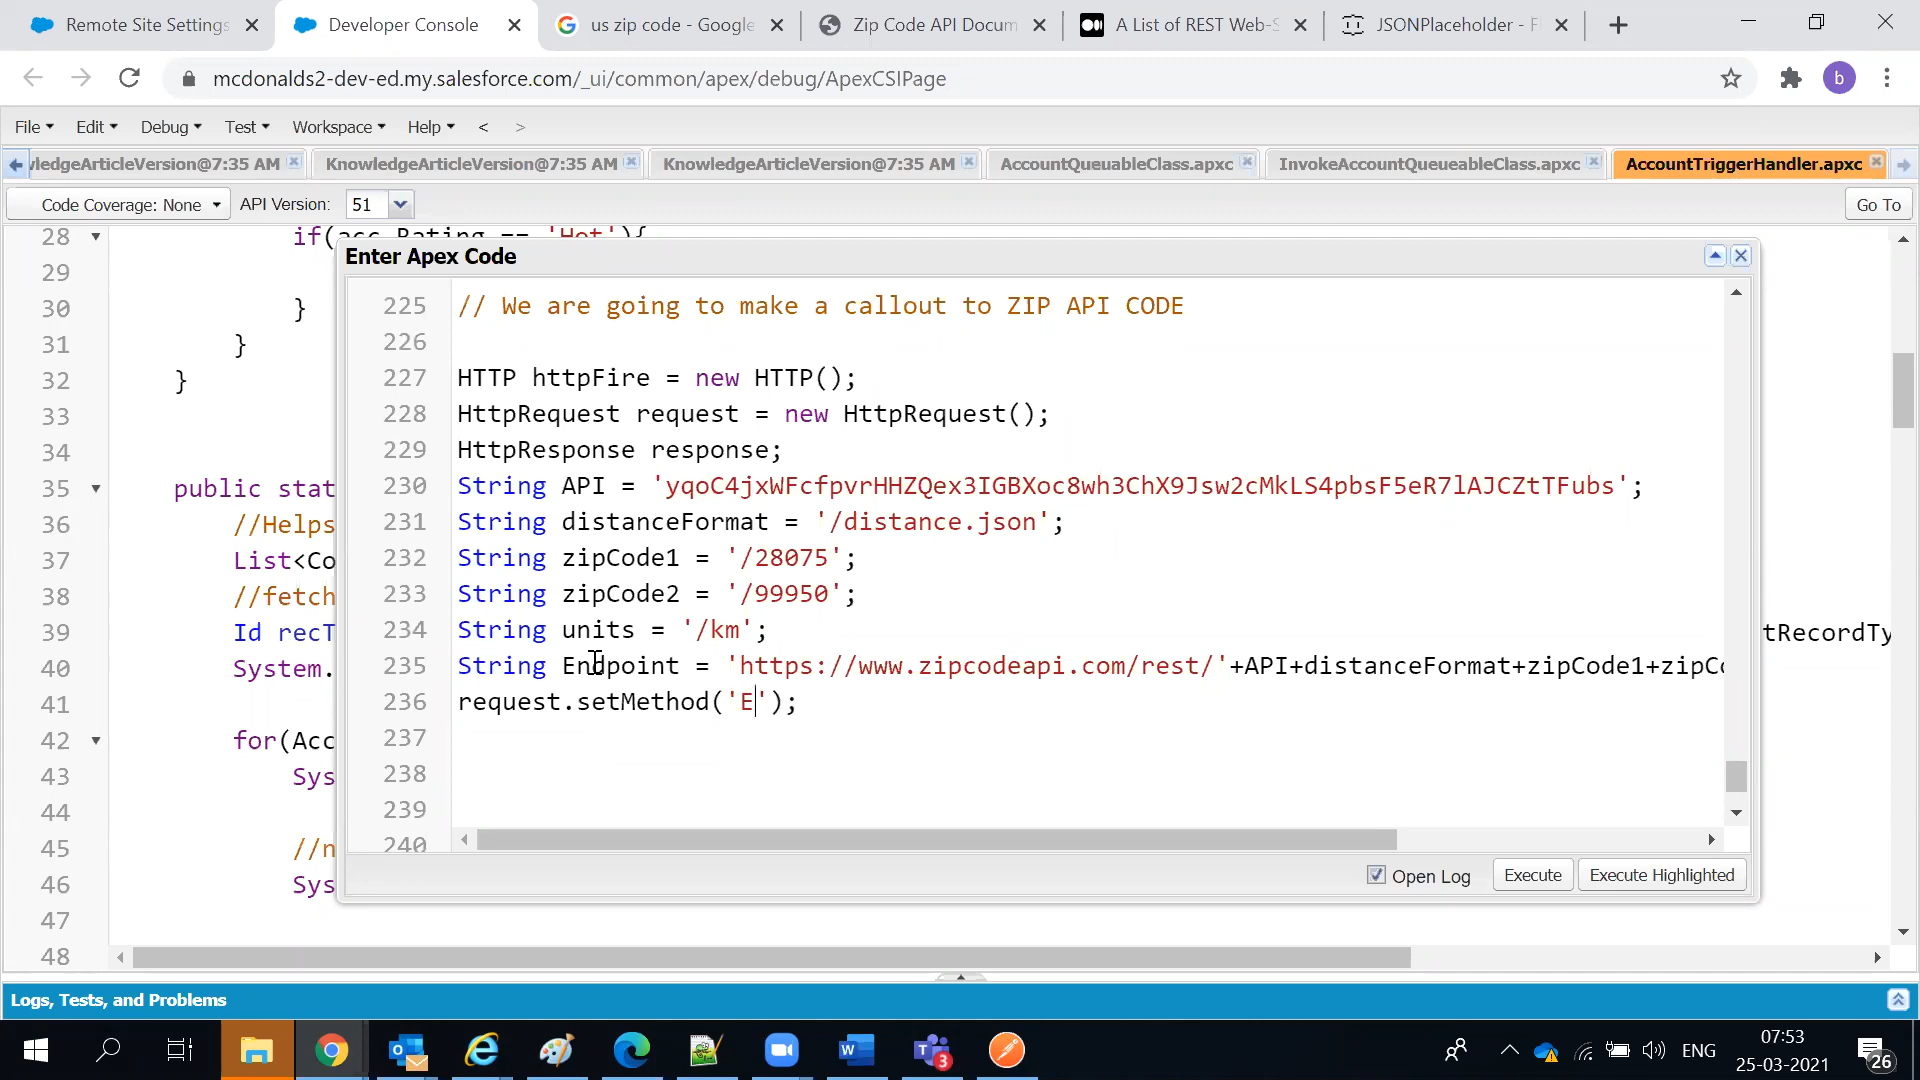 Remote Site Settings
Developer Console
us zip code - Google
Zip Code API Docum
A List of REST Web-S
JSONPlaceholder - F
mcdonalds2-dev-ed.my.salesforce.com/_ui/common/apex/debug/ApexCSIPage
b
File Edit Debug Test Workspace Help < >
wledgeArticleVersion@7:35 AM
KnowledgeArticleVersion@7:35 AM
KnowledgeArticleVersion@7:35 AM
AccountQueuableClass.apxc
InvokeAccountQueueableClass.apxc
AccountTriggerHandler.apxc
Code Coverage: None API Version: 51 Go To
28 if(acc.Rating == 'Hot'){
29
30 }
31 }
32 }
33
34
35 public stat
36 //Helps
37 List<Co
38 //fetch
39 Id recT tRecordTy
40 System.
41
42 for(Acc
43 Sys
44
45 //n
46 Sys
47
48
Enter Apex Code
225 // We are going to make a callout to ZIP API CODE
226
227 HTTP httpFire = new HTTP();
228 HttpRequest request = new HttpRequest();
229 HttpResponse response;
230 String API = 'yqoC4jxWFcfpvrHHZQex3IGBXoc8wh3ChX9Jsw2cMkLS4pbsF5eR7lAJCZtTFubs';
231 String distanceFormat = '/distance.json';
232 String zipCode1 = '/28075';
233 String zipCode2 = '/99950';
234 String units = '/km';
235 String Endpoint = 'https://www.zipcodeapi.com/rest/'+API+distanceFormat+zipCode1+zipCo
236 request.setMethod('E');
237
238
239
240
Open Log Execute Execute Highlighted
Logs, Tests, and Problems
3
ENG
07:53
25-03-2021
26